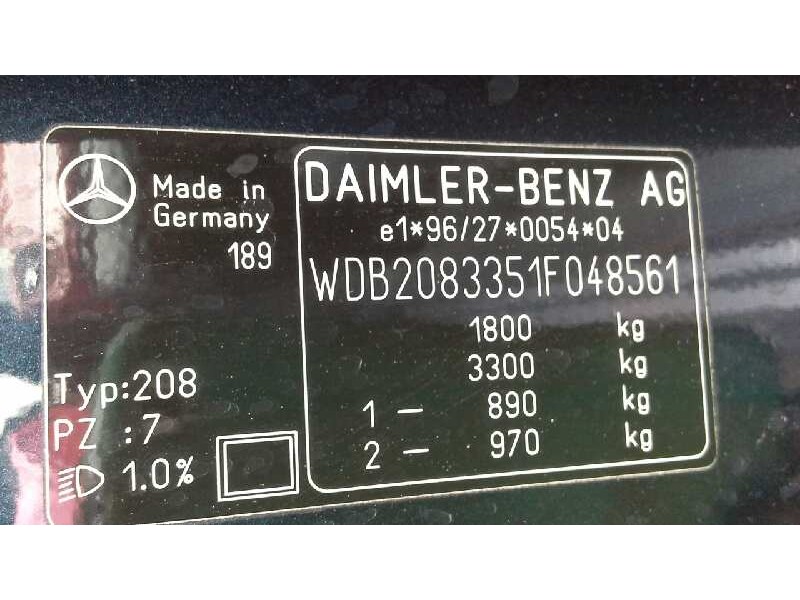 Made in
Germany
189
DAIMLER-BENZ AG
e1*96/27*0054*04
WDB2083351F048561
1800 kg
3300 kg
1 - 890 kg
2 - 970 kg
Typ:208
PZ :7
1.0%